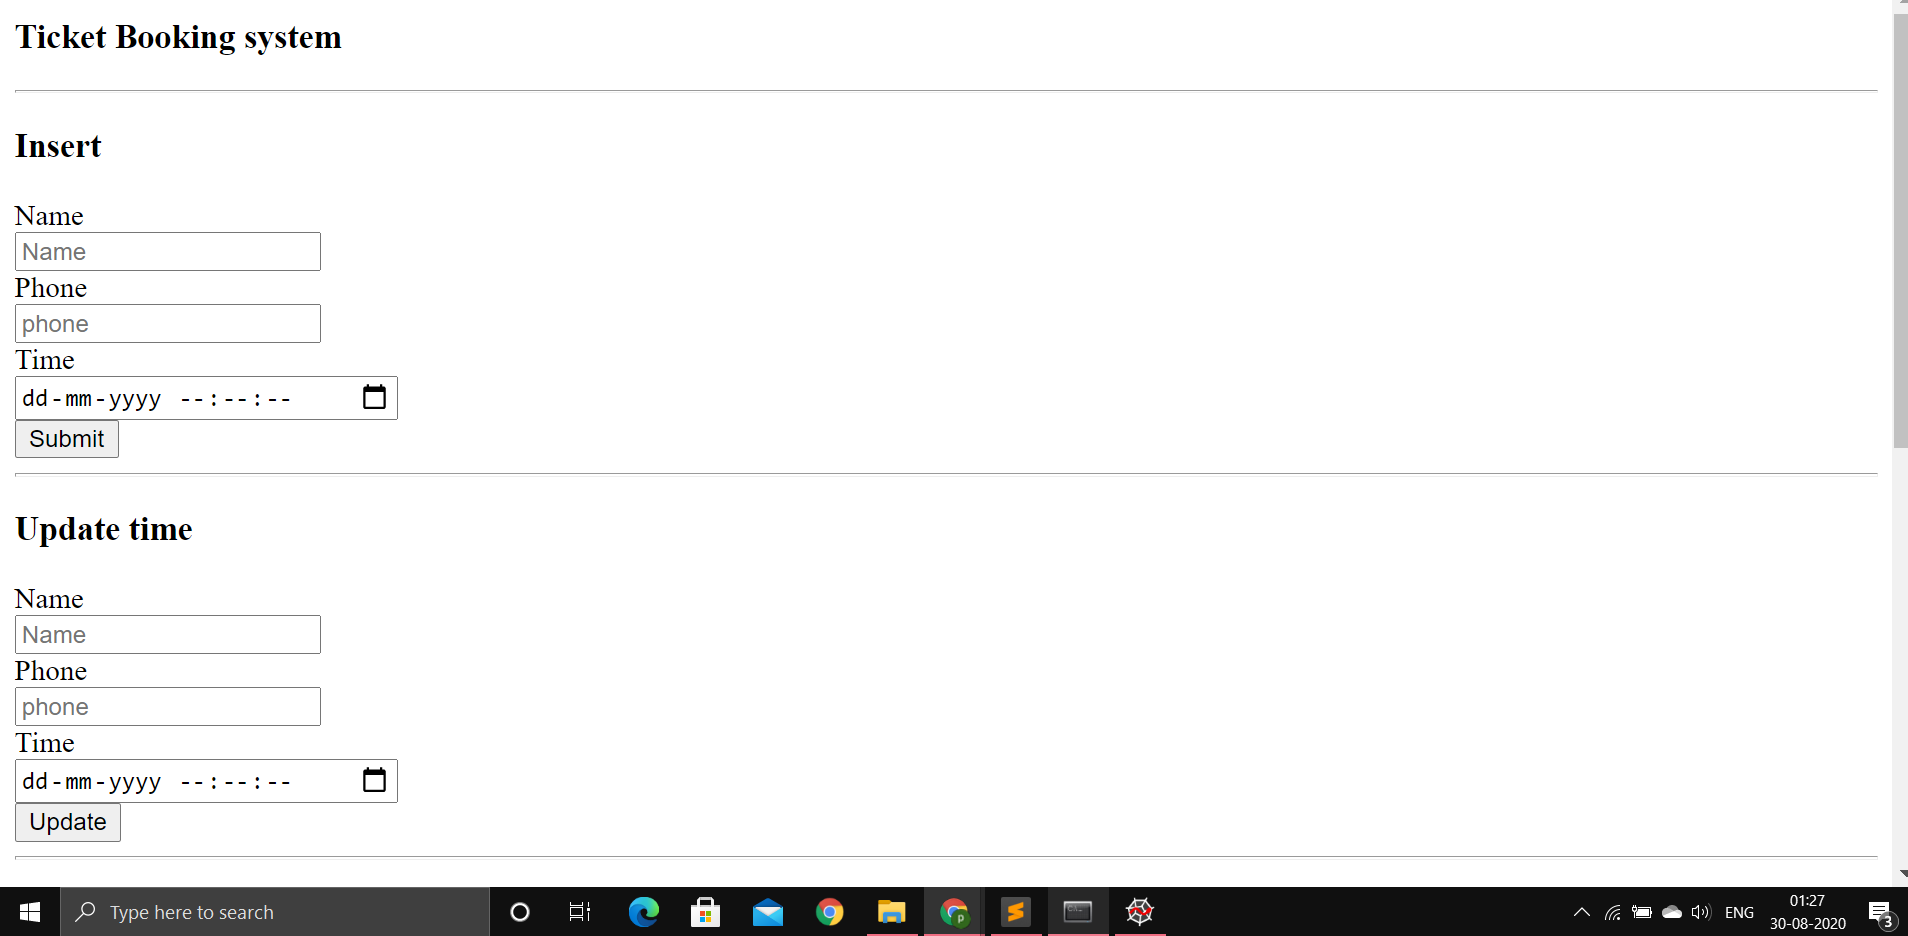 Ticket Booking system
Insert
Name
Name
Phone
phone
Time
dd-mm-yyyy --:--:--
Submit
Update time
Name
Name
Phone
phone
Time
dd-mm-yyyy --:--:--
Update
Type here to search
p
ENG
01:27
30-08-2020
3